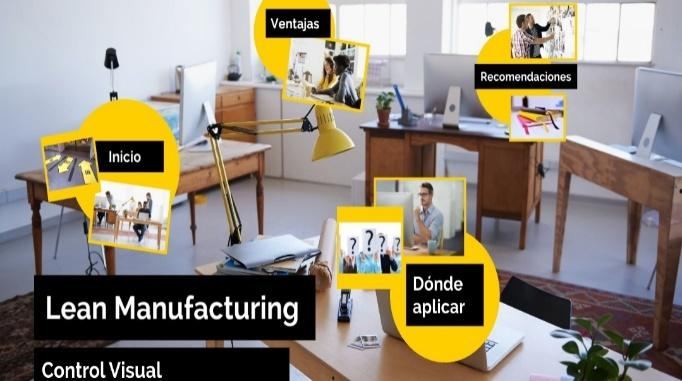 Ventajas
Recomendaciones
Inicio
? ? ? ?
Dónde
aplicar
Lean Manufacturing
Control Visual